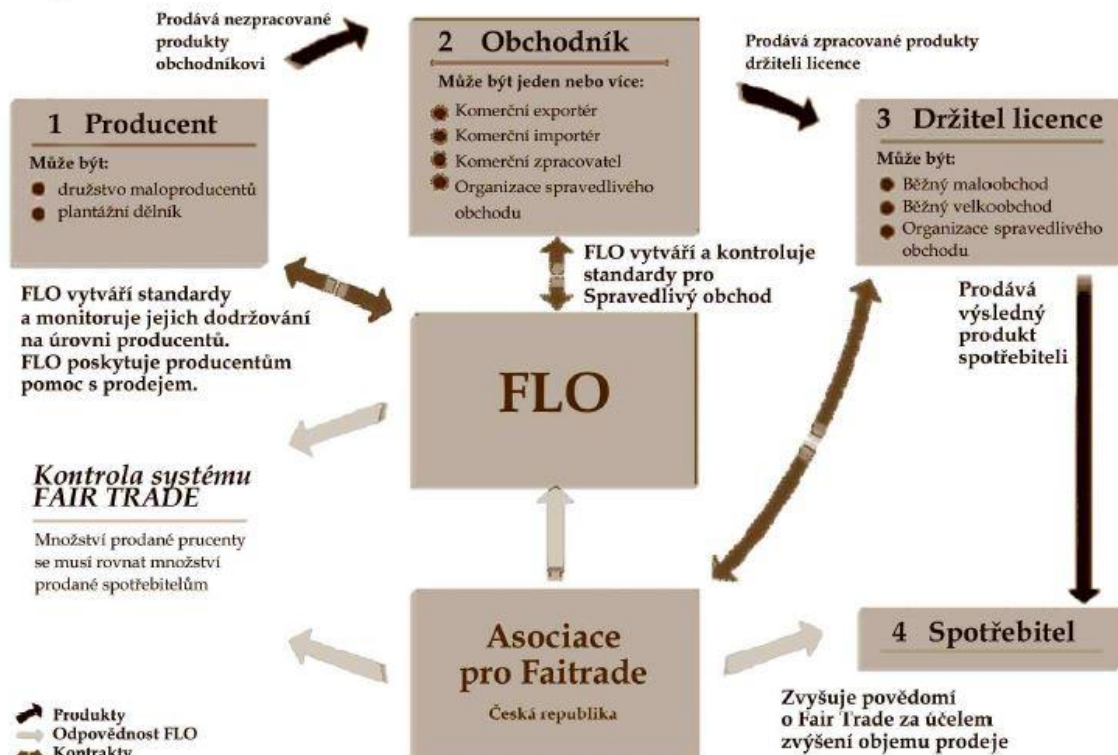 Prodává nezpracované
produkty
obchodníkovi
2 Obchodník
Může být jeden nebo více:
Komerční exportér
Komerční importér
Komerční zpracovatel
Organizace spravedlivého
obchodu
Prodává zpracované produkty
držiteli licence
1 Producent
Může být:
družstvo maloproducentů
plantážní dělník
3 Držitel licence
Může být:
Běžný maloobchod
Běžný velkoobchod
Organizace spravedlivého
obchodu
FLO vytváří a kontroluje
standardy pro
Spravedlivý obchod
FLO vytváří standardy
a monitoruje jejich dodržování
na úrovni producentů.
FLO poskytuje producentům
pomoc s prodejem.
Prodává
výsledný
produkt
spotřebiteli
FLO
Kontrola systému
FAIR TRADE
Množství prodané prucenty
se musí rovnat množství
prodané spotřebitelům
Asociace
pro Faitrade
Česká republika
4 Spotřebitel
Zvyšuje povědomí
o Fair Trade za účelem
zvýšení objemu prodeje
Produkty
Odpovědnost FLO
Kontrakty